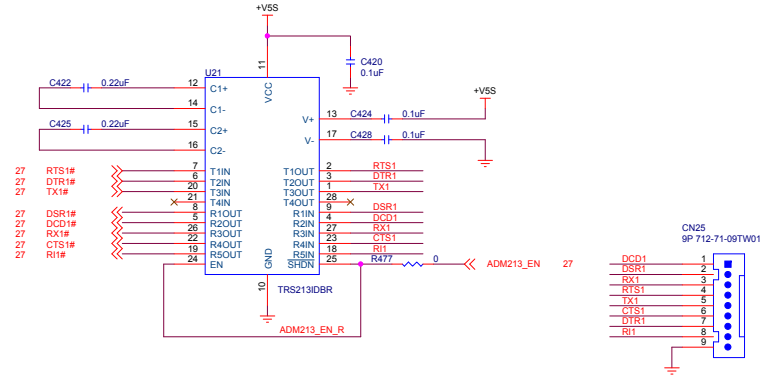 +V5S
C420
0.1uF
U21
11
VCC
C422 0.22uF 12 C1+
14 C1-
C425 0.22uF 15 C2+
16 C2-
V+ 13 C424 0.1uF +V5S
V- 17 C428 0.1uF
27 RTS1# 7 T1IN T1OUT 2 RTS1
27 DTR1# 6 T2IN T2OUT 3 DTR1
27 TX1# 20 T3IN T3OUT 1 TX1
21 T4IN T4OUT 28
27 DSR1# 8 R1OUT R1IN 9 DSR1
27 DCD1# 5 R2OUT R2IN 4 DCD1
27 RX1# 26 R3OUT R3IN 27 RX1
27 CTS1# 22 R4OUT R4IN 23 CTS1
27 RI1# 19 R5OUT R5IN 18 RI1
24 EN SHDN 25 R477 0 ADM213_EN 27
GND
10
TRS213IDBR
ADM213_EN_R
CN25
9P 712-71-09TW01
DCD1 1
DSR1 2
RX1 3
RTS1 4
TX1 5
CTS1 6
DTR1 7
RI1 8
9